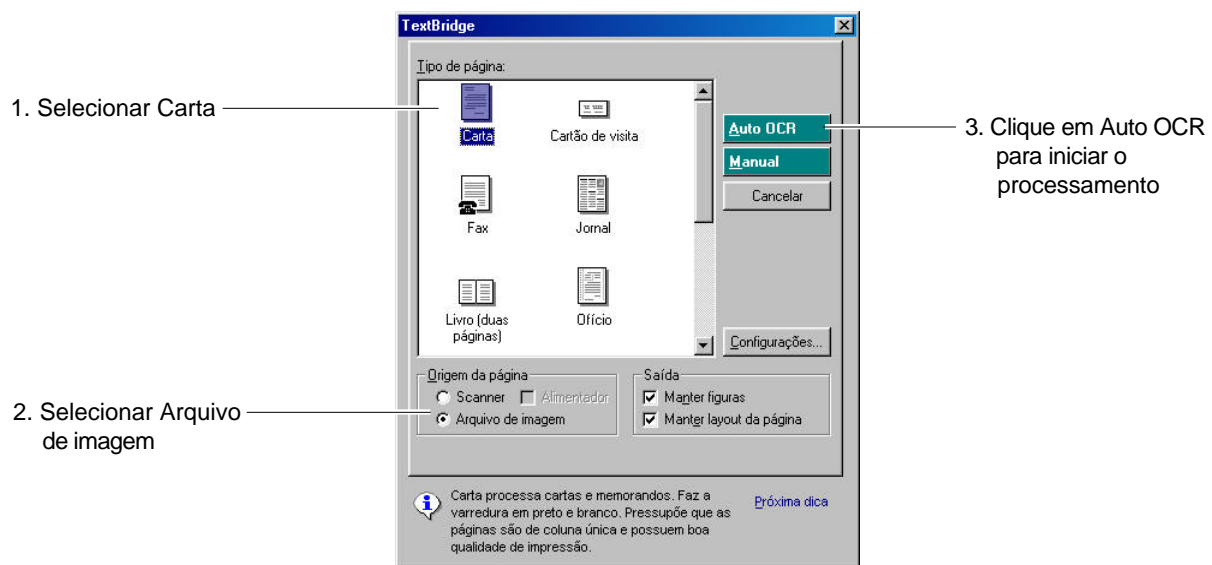 TextBridge
Tipo de página:
1. Selecionar Carta
Carta
Cartão de visita
Auto OCR
3. Clique em Auto OCR
para iniciar o
processamento
Manual
Cancelar
Fax
Jornal
Livro (duas
páginas)
Ofício
Configurações...
Origem da página
Scanner
Alimentador
Arquivo de imagem
Saída
Manter figuras
Manter layout da página
2. Selecionar Arquivo
de imagem
Carta processa cartas e memorandos. Faz a
varredura em preto e branco. Pressupõe que as
páginas são de coluna única e possuem boa
qualidade de impressão.
Próxima dica